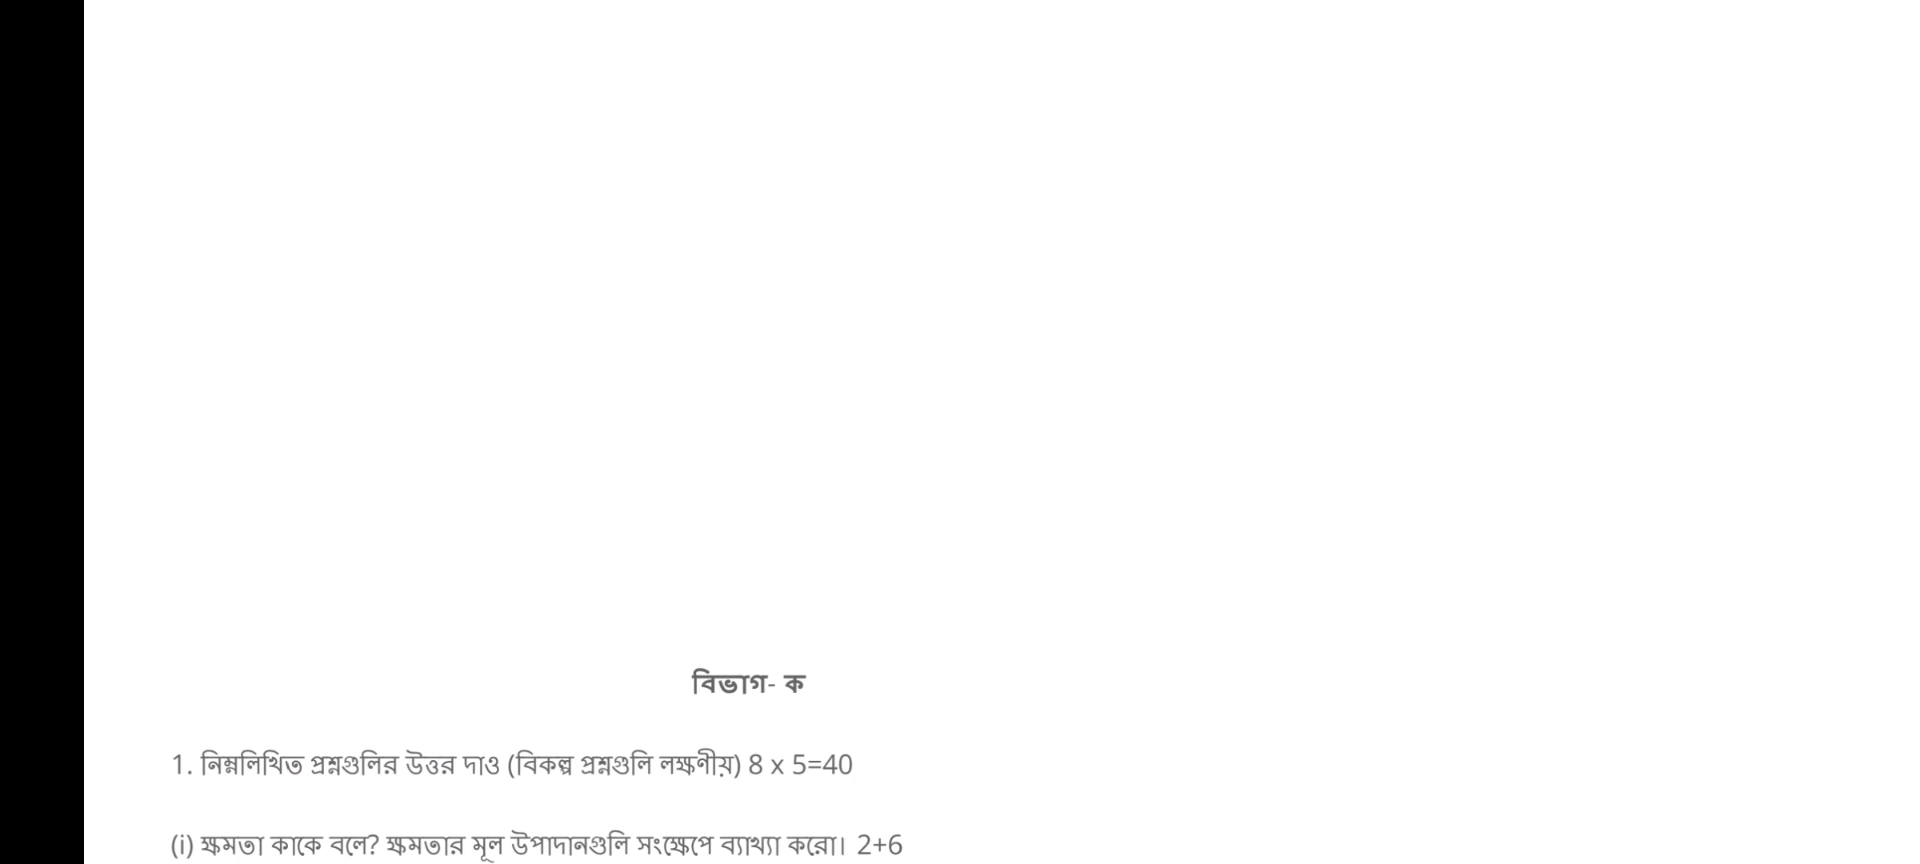 বিভাগ- ক
1. নিম্নলিখিত প্রশ্নগুলির উত্তর দাও (বিকল্প প্রশ্নগুলি লক্ষণীয়) 8 x 5=40
(i) ক্ষমতা কাকে বলে? ক্ষমতার মূল উপাদানগুলি সংক্ষেপে ব্যাখ্যা করো। 2+6